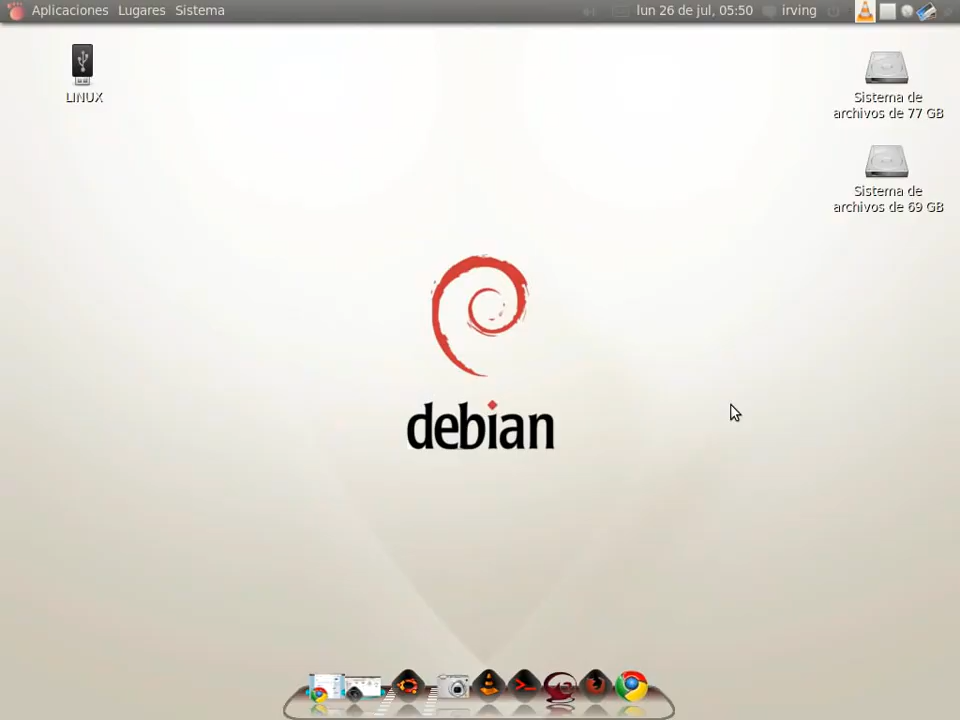 Aplicaciones Lugares Sistema
lun 26 de jul, 05:50
irving
LINUX
Sistema de
archivos de 77 GB
Sistema de
archivos de 69 GB
debian